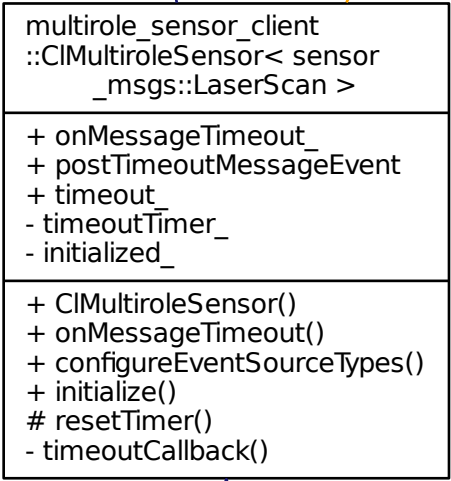 multirole_sensor_client
::ClMultiroleSensor< sensor
_msgs::LaserScan >
+ onMessageTimeout_
+ postTimeoutMessageEvent
+ timeout_
- timeoutTimer_
- initialized_
+ ClMultiroleSensor()
+ onMessageTimeout()
+ configureEventSourceTypes()
+ initialize()
# resetTimer()
- timeoutCallback()